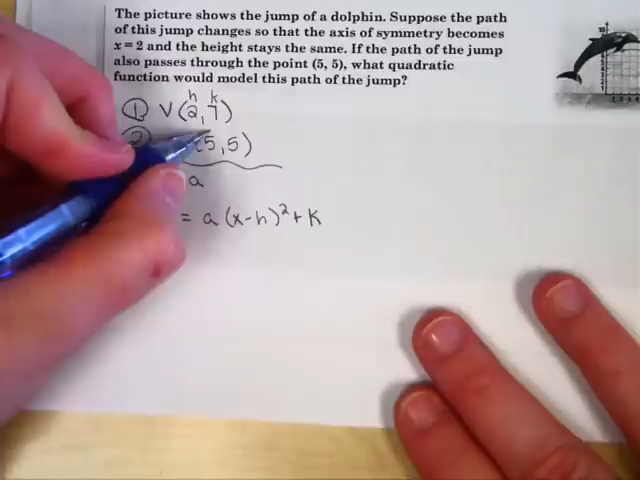 The picture shows the jump of a dolphin. Suppose the path
of this jump changes so that the axis of symmetry becomes
x = 2 and the height stays the same. If the path of the jump
also passes through the point (5, 5), what quadratic
function would model this path of the jump?
h k
① V(2,7)
(5,5)
a
= a(x-h)²+k
10